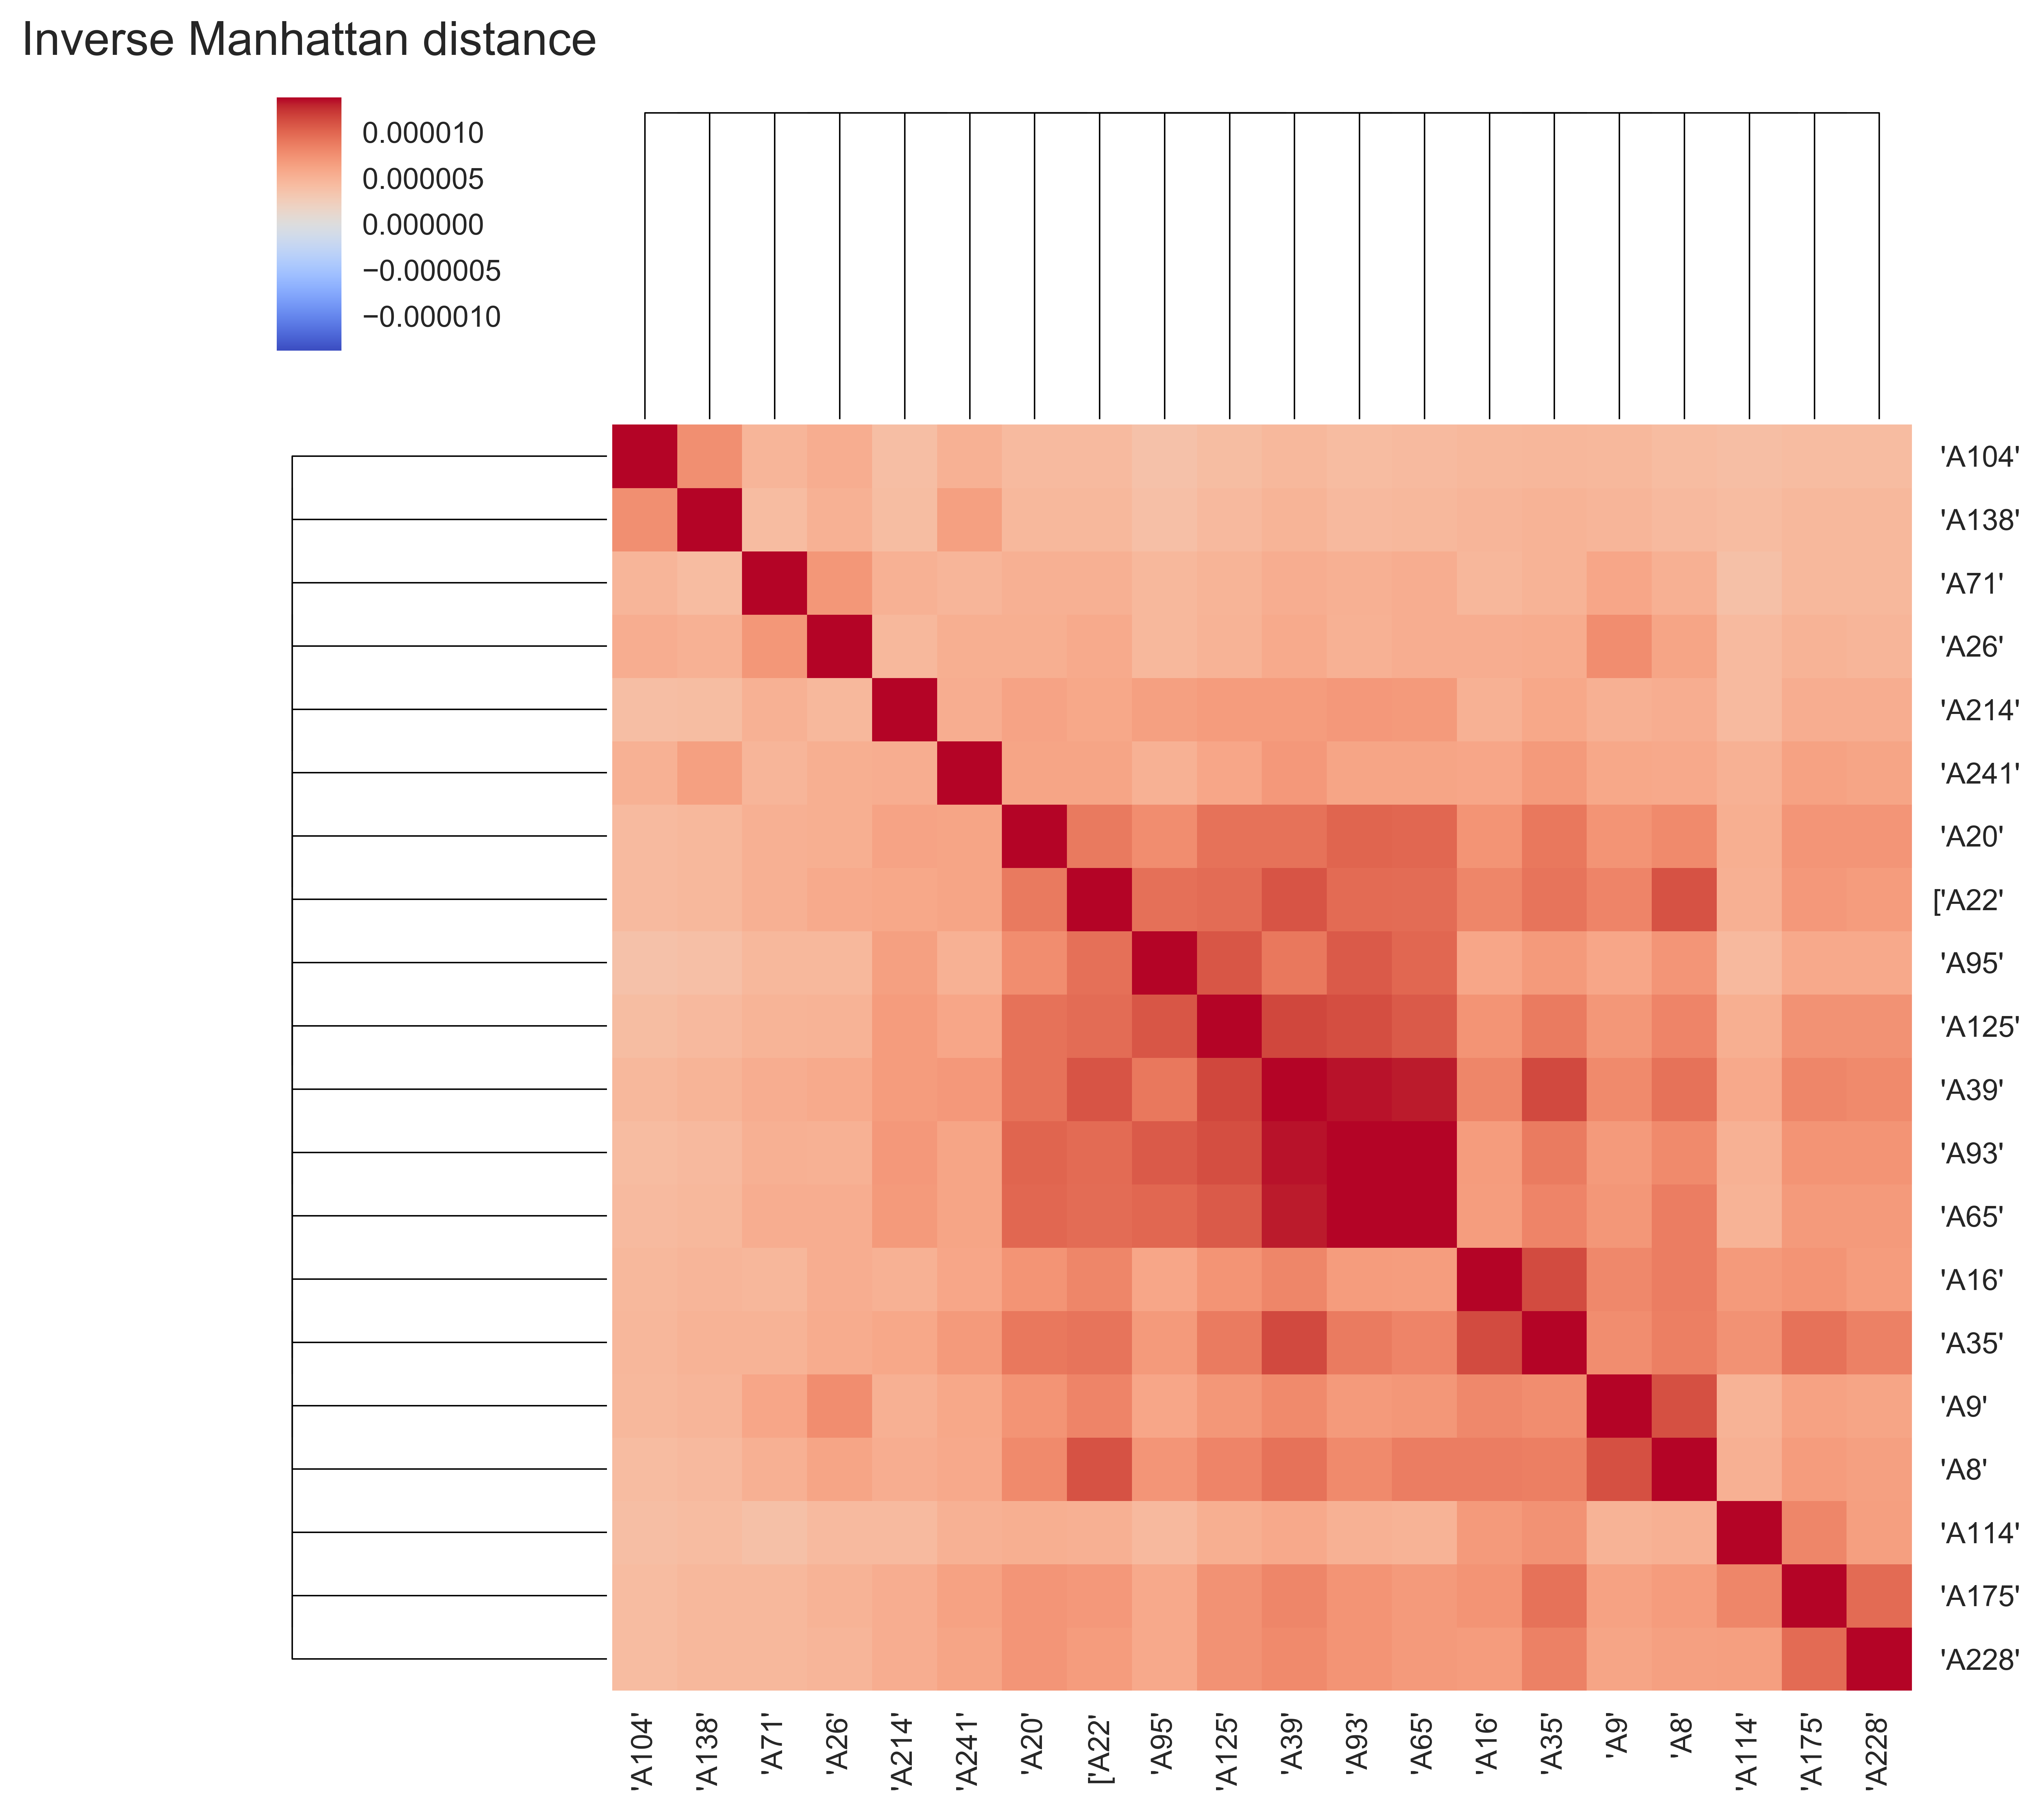 Inverse Manhattan distance
0.000010
0.000005
0.000000
−0.000005
−0.000010
'A104'
'A138'
'A71'
'A26'
'A214'
'A241'
'A20'
['A22'
'A95'
'A125'
'A39'
'A93'
'A65'
'A16'
'A35'
'A9'
'A8'
'A114'
'A175'
'A228'
'A104'
'A138'
'A71'
'A26'
'A214'
'A241'
'A20'
['A22'
'A95'
'A125'
'A39'
'A93'
'A65'
'A16'
'A35'
'A9'
'A8'
'A114'
'A175'
'A228'